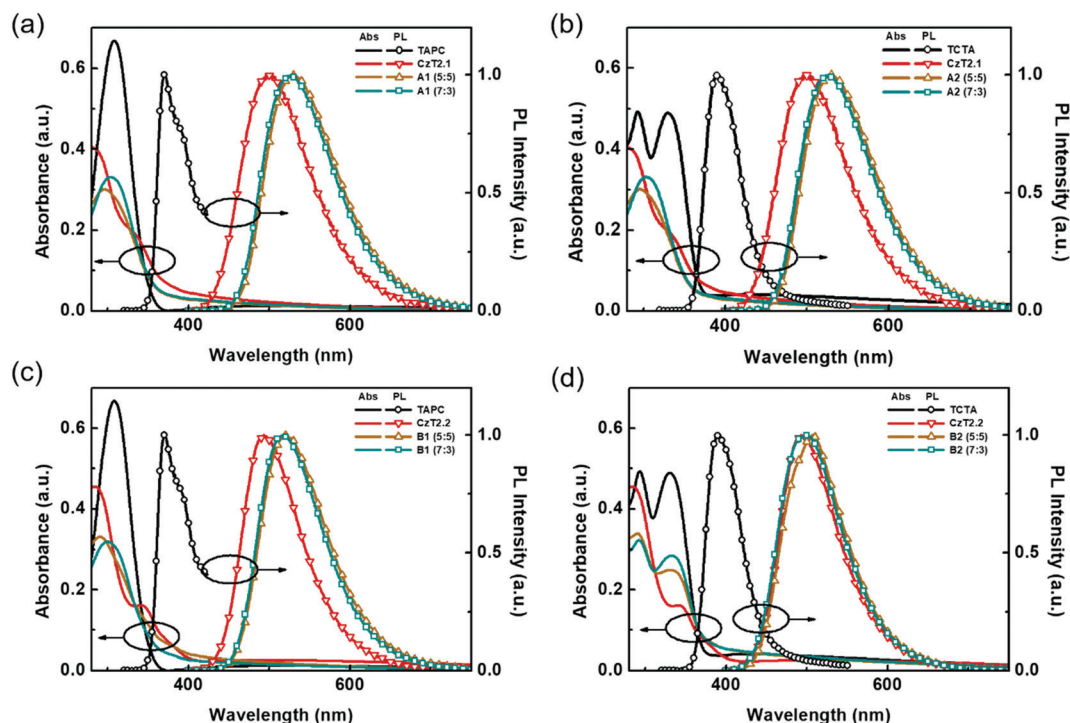 (a)
Abs PL
TAPC
CzT2.1
A1 (5:5)
A1 (7:3)
0.6
0.4
0.2
0.0
Absorbance (a.u.)
1.0
0.5
0.0
PL Intensity (a.u.)
400 600
Wavelength (nm)
(b)
Abs PL
TCTA
CzT2.1
A2 (5:5)
A2 (7:3)
0.6
0.4
0.2
0.0
Absorbance (a.u.)
1.0
0.5
0.0
PL Intensity (a.u.)
400 600
Wavelength (nm)
(c)
Abs PL
TAPC
CzT2.2
B1 (5:5)
B1 (7:3)
0.6
0.4
0.2
0.0
Absorbance (a.u.)
1.0
0.5
0.0
PL Intensity (a.u.)
400 600
Wavelength (nm)
(d)
Abs PL
TCTA
CzT2.2
B2 (5:5)
B2 (7:3)
0.6
0.4
0.2
0.0
Absorbance (a.u.)
1.0
0.5
0.0
PL Intensity (a.u.)
400 600
Wavelength (nm)